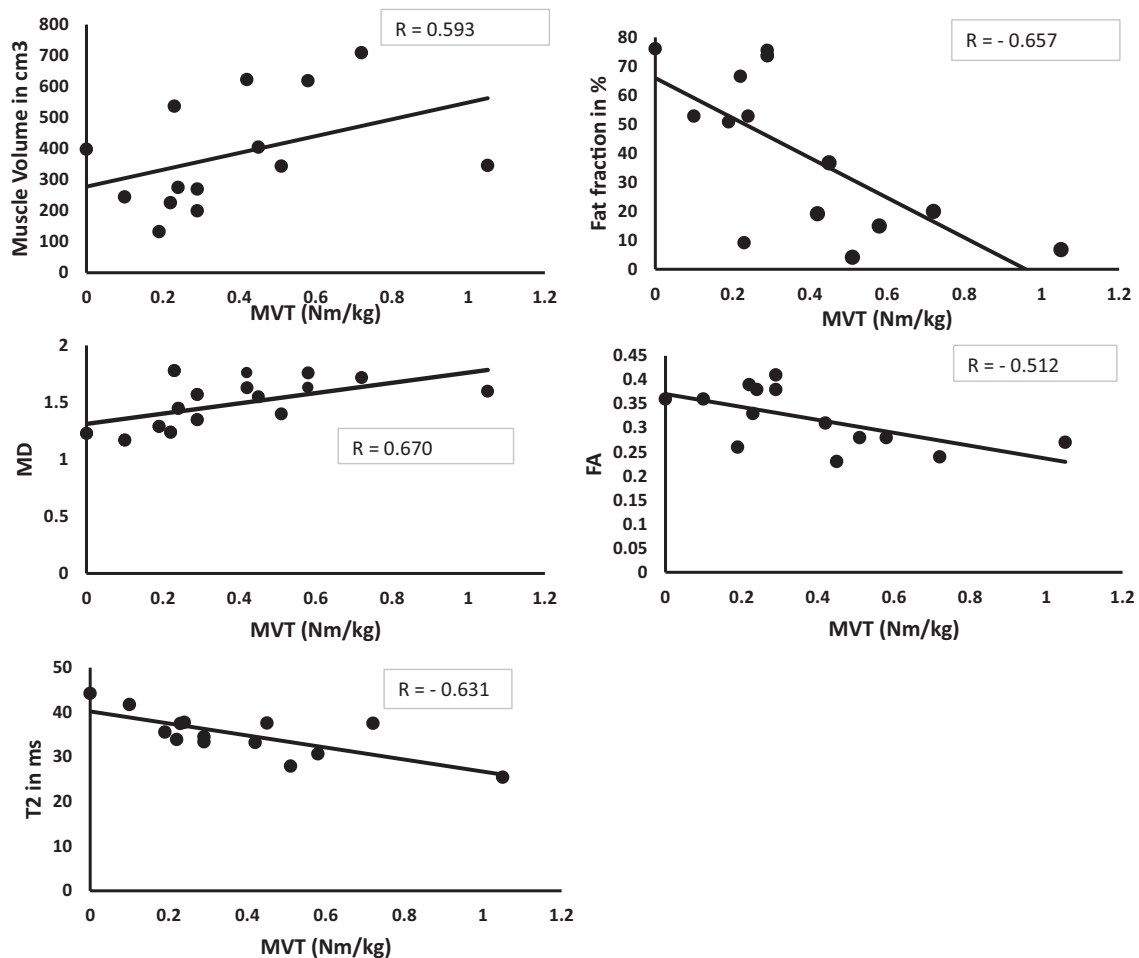 800
700
600
500
400
300
200
100
0
Muscle Volume in cm3
R = 0.593
0 0.2 0.4 0.6 0.8 1 1.2
MVT (Nm/kg)
80
70
60
50
40
30
20
10
0
Fat fraction in %
R = - 0.657
0 0.2 0.4 0.6 0.8 1 1.2
MVT (Nm/kg)
2
1.5
1
0.5
0
MD
R = 0.670
0 0.2 0.4 0.6 0.8 1 1.2
MVT (Nm/kg)
0.45
0.4
0.35
0.3
0.25
0.2
0.15
0.1
0.05
0
FA
R = - 0.512
0 0.2 0.4 0.6 0.8 1 1.2
MVT (Nm/kg)
50
40
30
20
10
0
T2 in ms
R = - 0.631
0 0.2 0.4 0.6 0.8 1 1.2
MVT (Nm/kg)